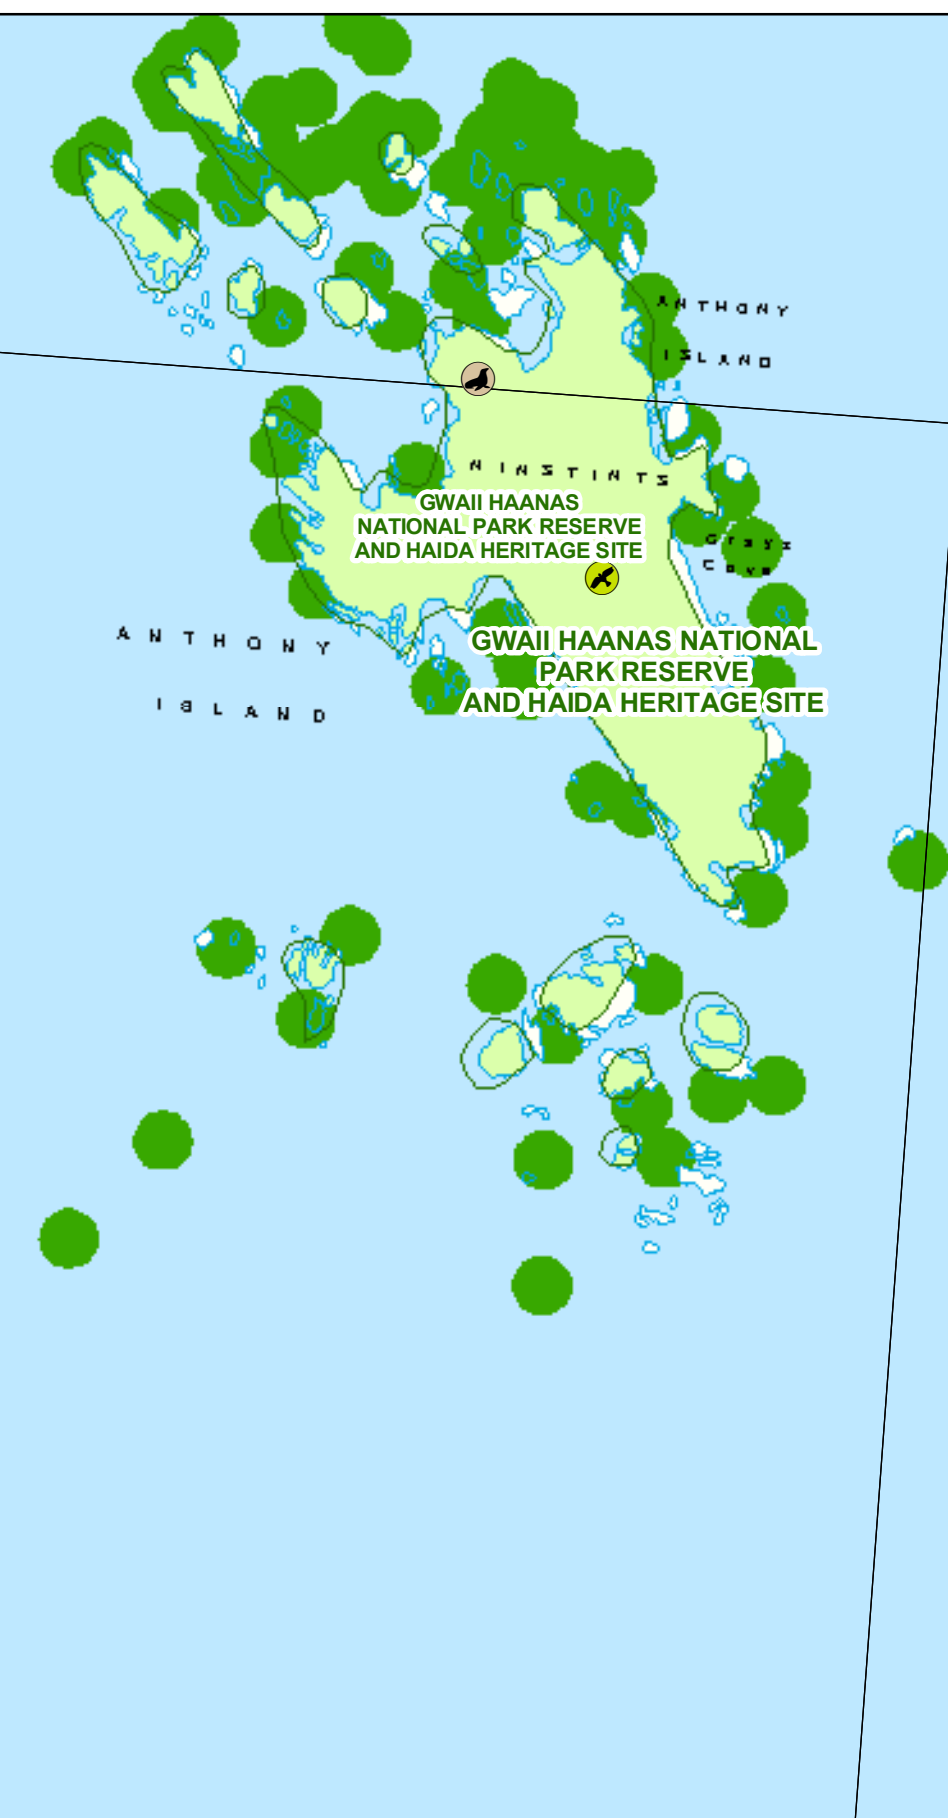 ANTHONY
ISLAND
NINSTINTS
GWAII HAANAS
NATIONAL PARK RESERVE
AND HAIDA HERITAGE SITE
Grays
Cove
ANTHONY
ISLAND
GWAII HAANAS NATIONAL
PARK RESERVE
AND HAIDA HERITAGE SITE